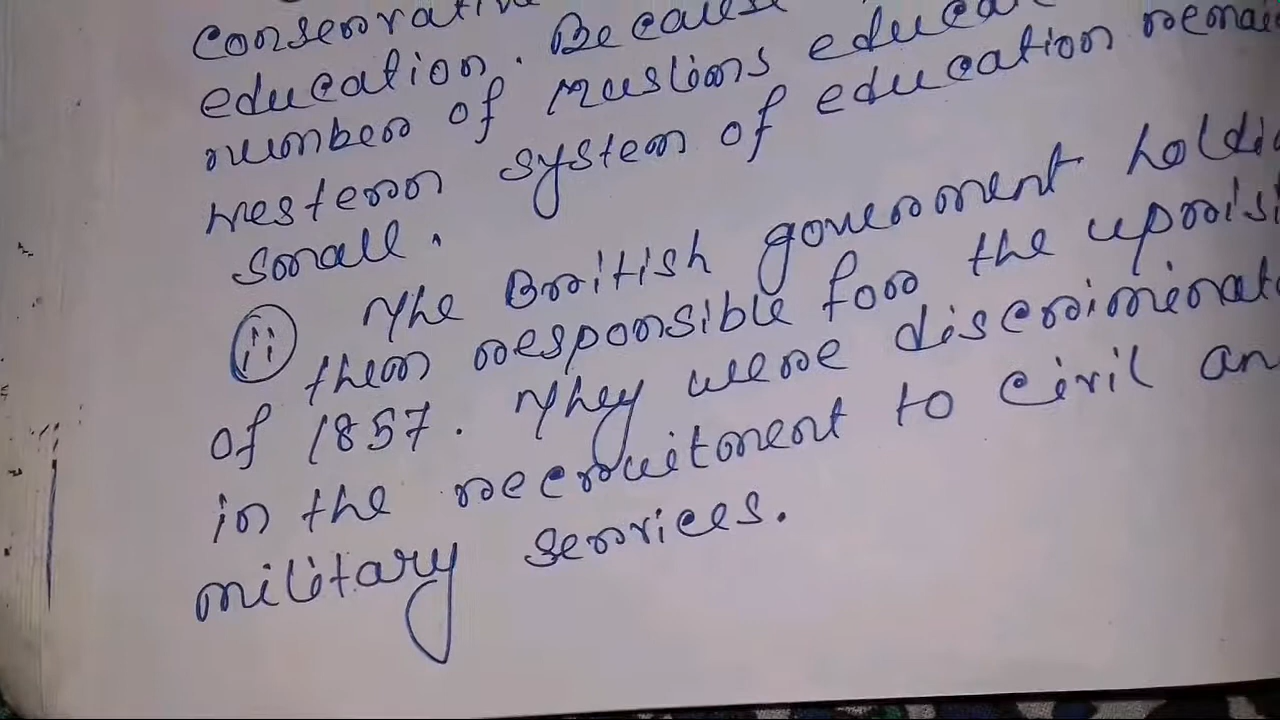 conservative
education. Because
number of muslims educa
western system of education remai
small.
(ii) The British government holdi
them responsible for the uprisi
of 1857. They were discriminat
in the recruitment to civil an
military services.